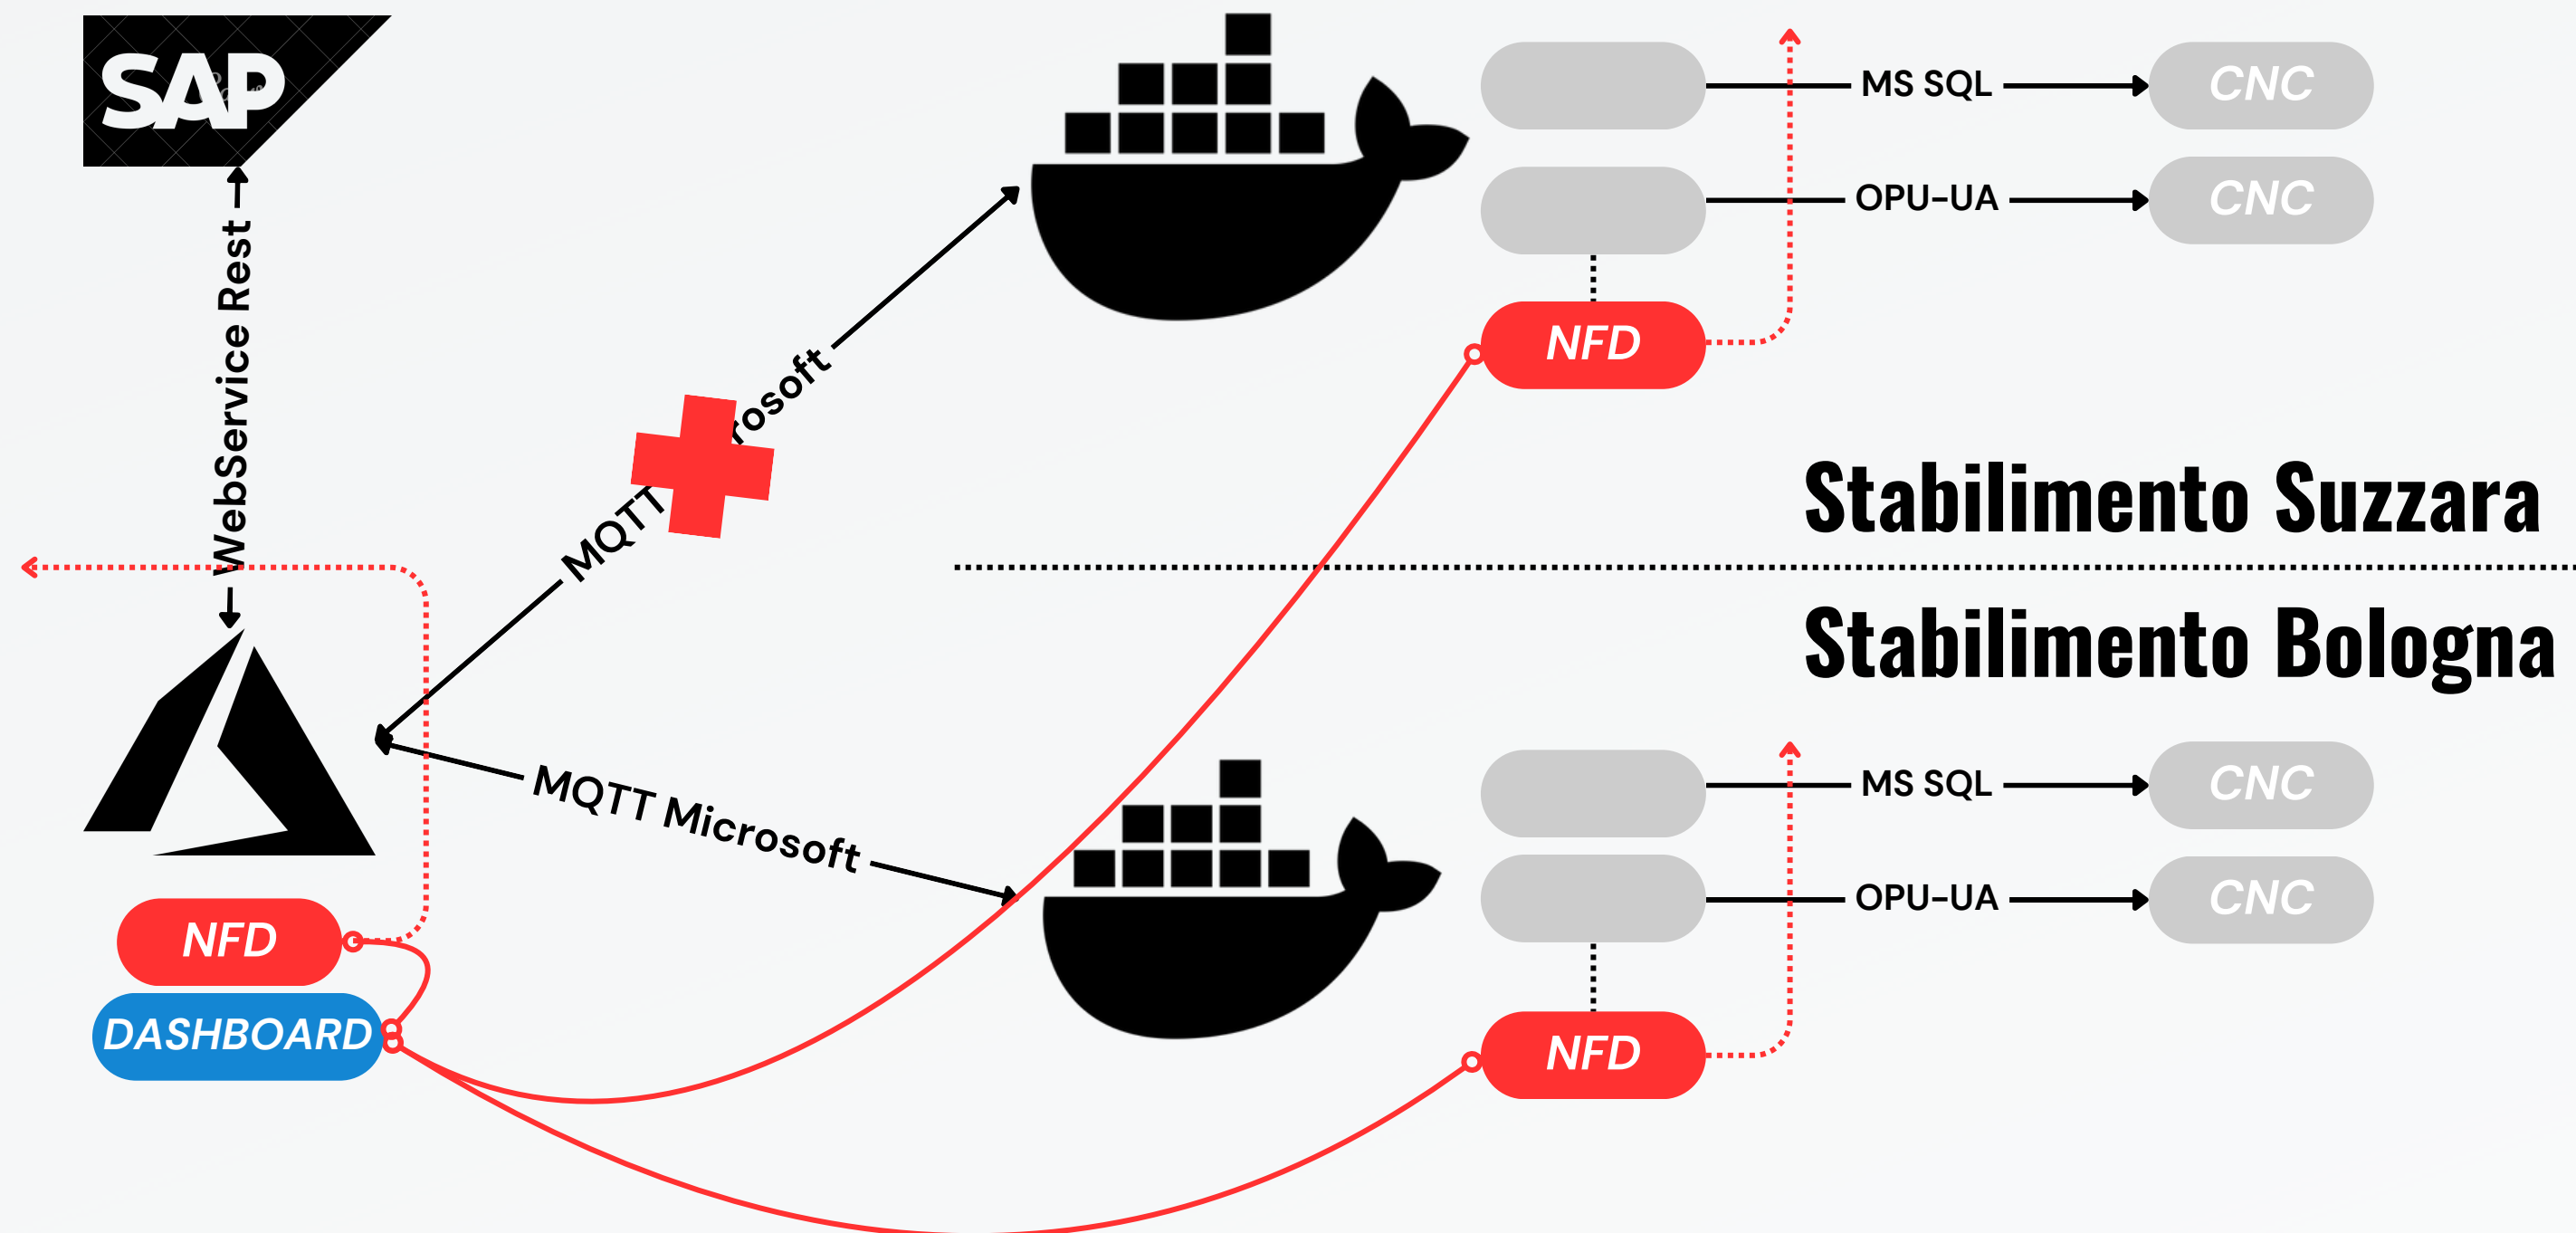 SAP
MS SQL
CNC
OPU-UA
CNC
WebService Rest
NFD
MQTT rosoft
Stabilimento Suzzara
Stabilimento Bologna
MQTT Microsoft
MS SQL
CNC
OPU-UA
CNC
NFD
DASHBOARD
NFD